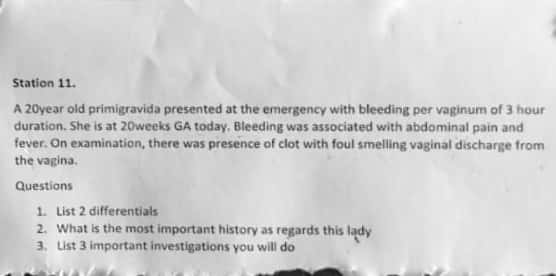 Station 11.
A 20year old primigravida presented at the emergency with bleeding per vaginum of 3 hour
duration. She is at 20weeks GA today. Bleeding was associated with abdominal pain and
fever. On examination, there was presence of clot with foul smelling vaginal discharge from
the vagina.
Questions
1. List 2 differentials
2. What is the most important history as regards this lady
3. List 3 important investigations you will do